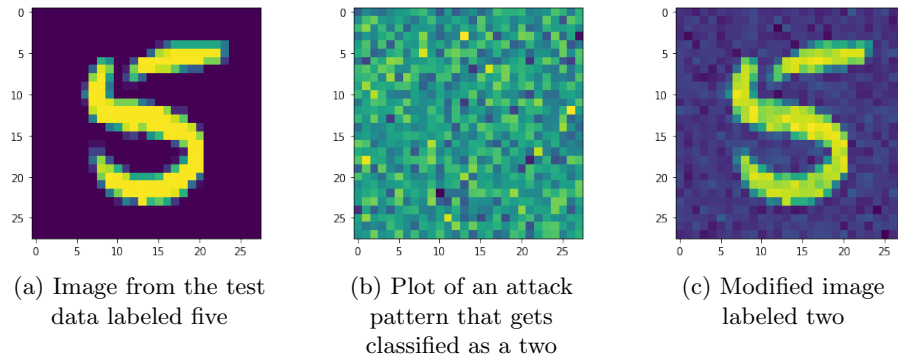 0
5
10
15
20
25
0 5 10 15 20 25
0
5
10
15
20
25
0 5 10 15 20 25
0
5
10
15
20
25
0 5 10 15 20 25
(a) Image from the test
data labeled five
(b) Plot of an attack
pattern that gets
classified as a two
(c) Modified image
labeled two